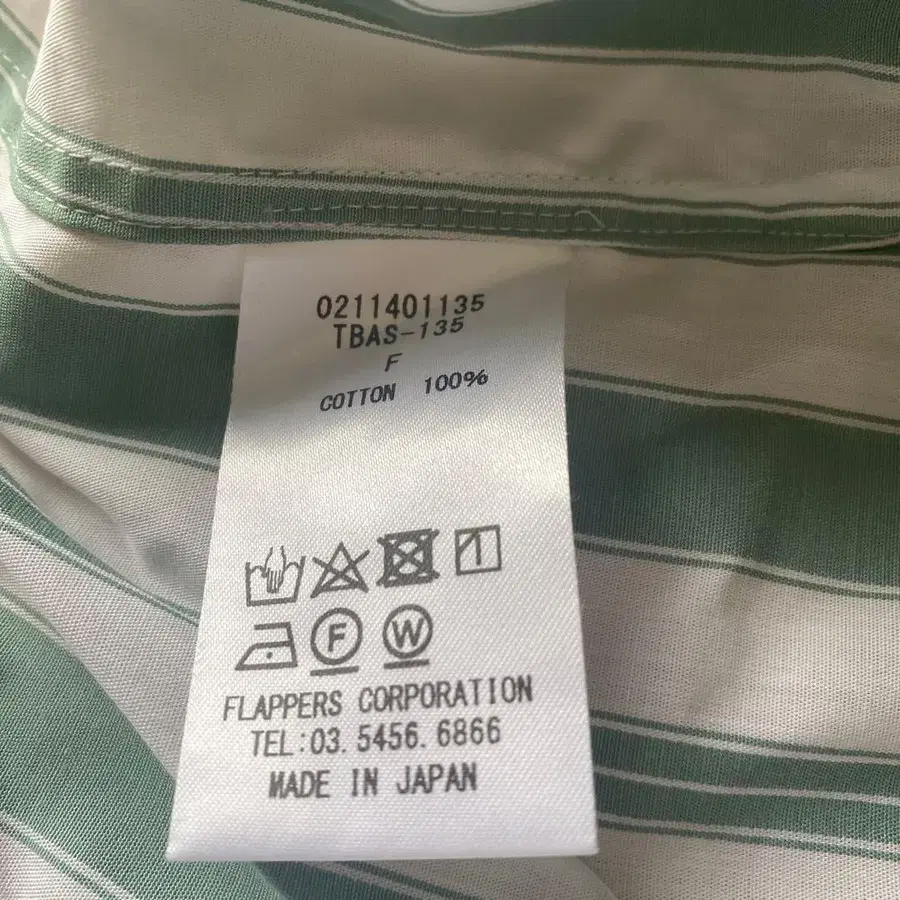 0211401135
TBAS-135
F
COTTON 100%
F W
FLAPPERS CORPORATION
TEL:03.5456.6866
MADE IN JAPAN